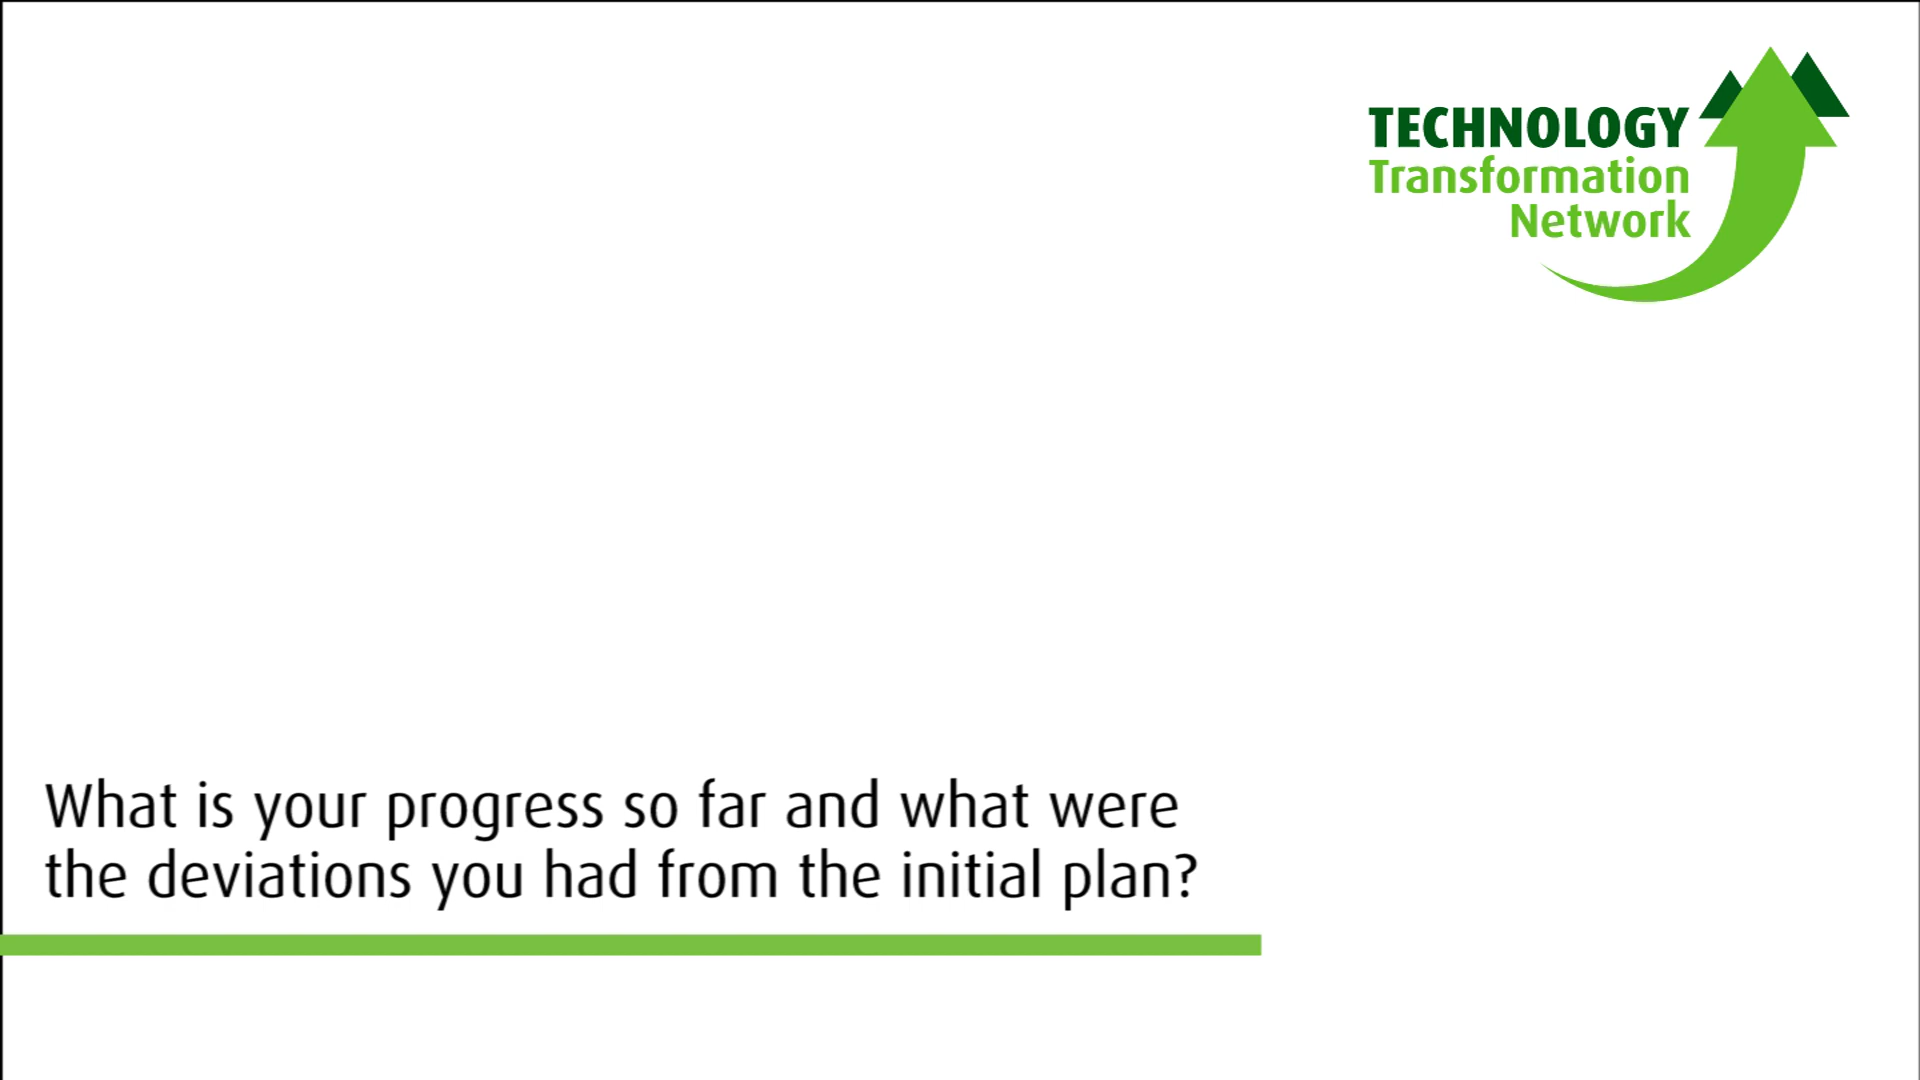 TECHNOLOGY
Transformation
Network
What is your progress so far and what were
the deviations you had from the initial plan?